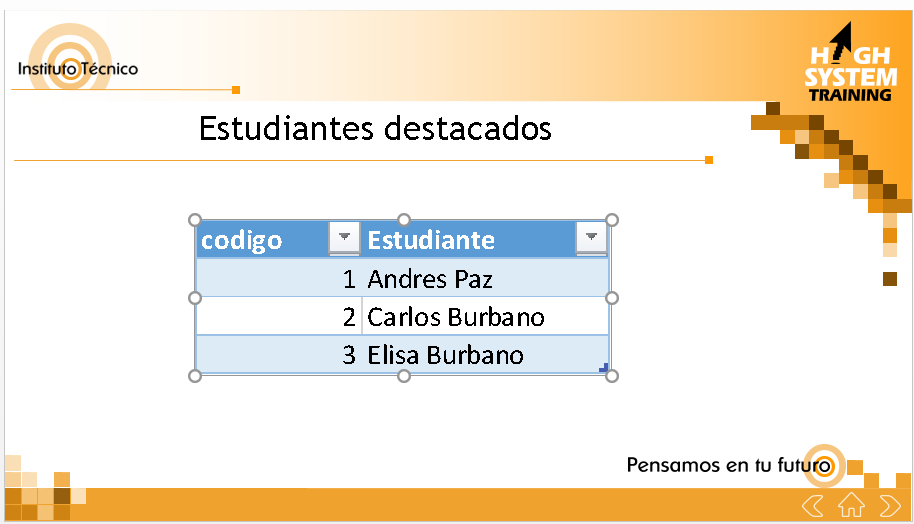 Instituto Técnico
HIGH
SYSTEM
TRAINING
Estudiantes destacados
codigo Estudiante
1 Andres Paz
2 Carlos Burbano
3 Elisa Burbano
Pensamos en tu futuro